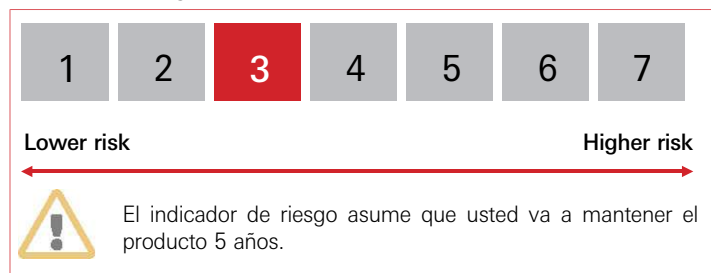 1 2 3 4 5 6 7
Lower risk Higher risk
El indicador de riesgo asume que usted va a mantener el
producto 5 años.